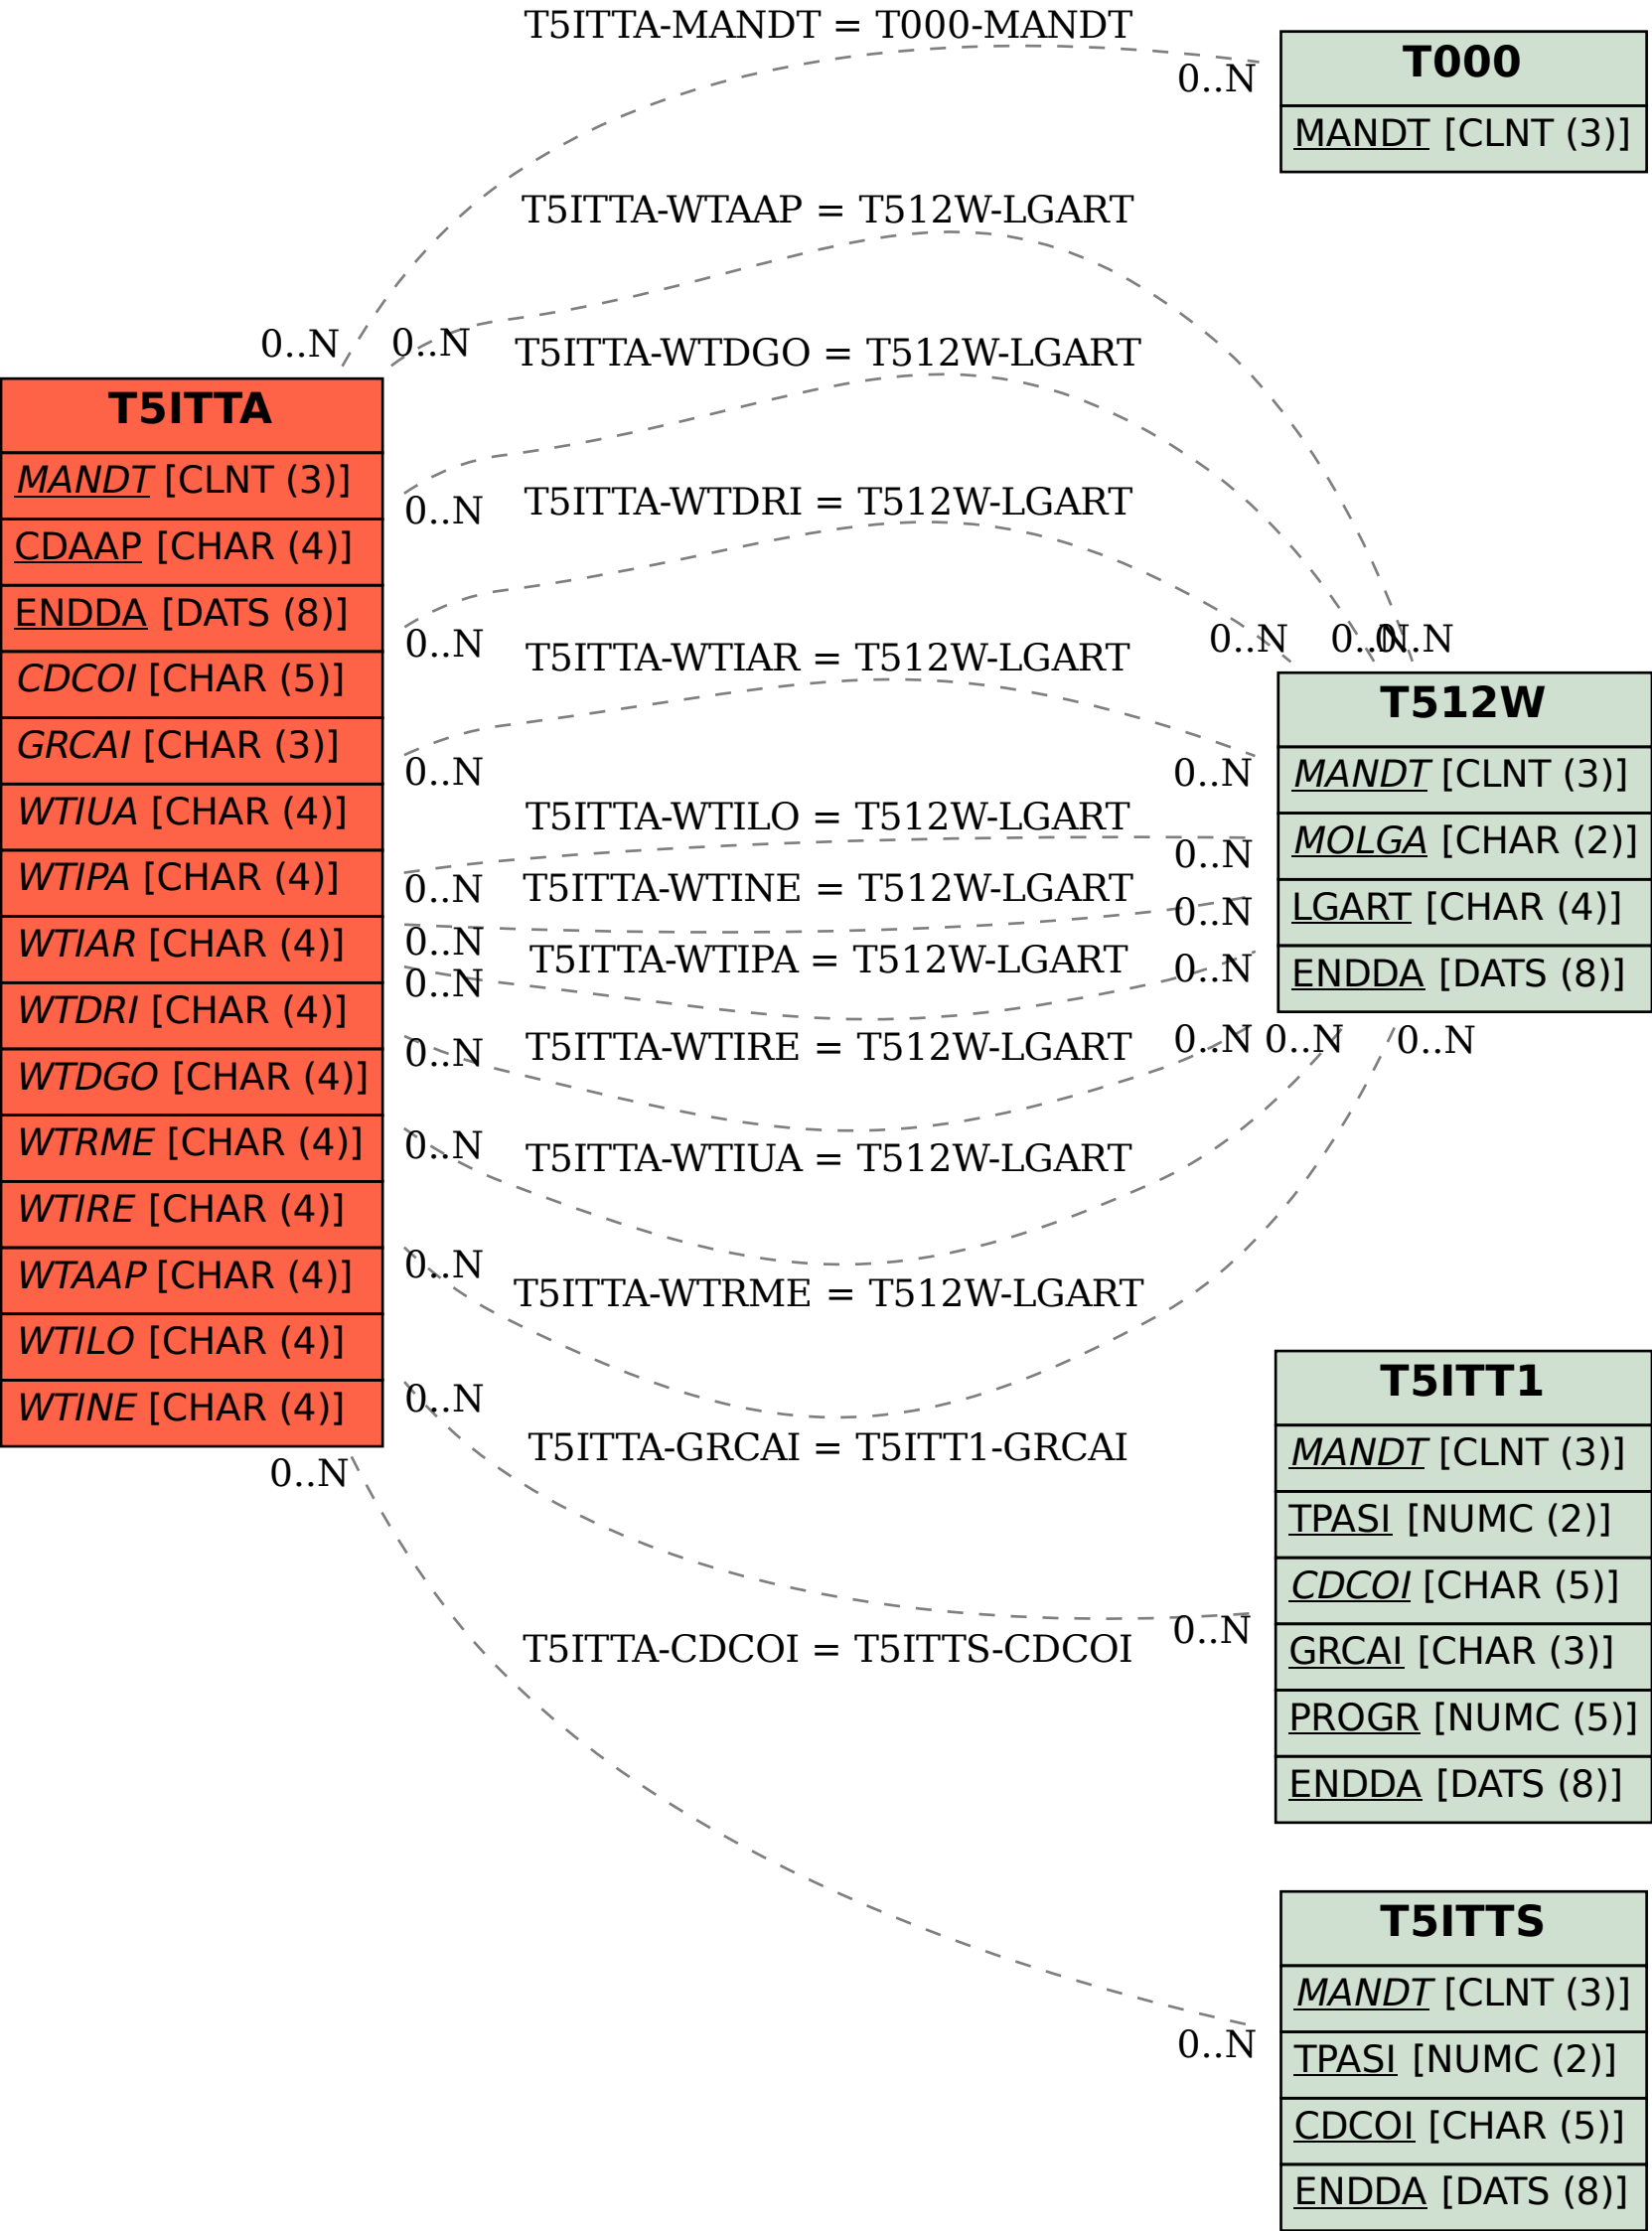 T5ITTA-MANDT = T000-MANDT
0..N
T000
MANDT [CLNT (3)]
T5ITTA-WTAAP = T512W-LGART
0..N
0..N
T5ITTA-WTDGO = T512W-LGART
T5ITTA
MANDT [CLNT (3)]
CDAAP [CHAR (4)]
ENDDA [DATS (8)]
CDCOI [CHAR (5)]
GRCAI [CHAR (3)]
WTIUA [CHAR (4)]
WTIPA [CHAR (4)]
WTIAR [CHAR (4)]
WTDRI [CHAR (4)]
WTDGO [CHAR (4)]
WTRME [CHAR (4)]
WTIRE [CHAR (4)]
WTAAP [CHAR (4)]
WTILO [CHAR (4)]
WTINE [CHAR (4)]
0..N
T5ITTA-WTDRI = T512W-LGART
0..N
0..N
0..N
0..N
T5ITTA-WTIAR = T512W-LGART
0..N
0..N
T5ITTA-WTILO = T512W-LGART
0..N
0..N
T5ITTA-WTINE = T512W-LGART
0..N
0..N
T5ITTA-WTIPA = T512W-LGART
0..N
0..N
T5ITTA-WTIRE = T512W-LGART
0..N
0..N
0..N
0..N
T512W
MANDT [CLNT (3)]
MOLGA [CHAR (2)]
LGART [CHAR (4)]
ENDDA [DATS (8)]
0..N
T5ITTA-WTIUA = T512W-LGART
0..N
T5ITTA-WTRME = T512W-LGART
0..N
T5ITTA-GRCAI = T5ITT1-GRCAI
0..N
0..N
T5ITT1
MANDT [CLNT (3)]
TPASI [NUMC (2)]
CDCOI [CHAR (5)]
GRCAI [CHAR (3)]
PROGR [NUMC (5)]
ENDDA [DATS (8)]
0..N
T5ITTA-CDCOI = T5ITTS-CDCOI
0..N
T5ITTS
MANDT [CLNT (3)]
TPASI [NUMC (2)]
CDCOI [CHAR (5)]
ENDDA [DATS (8)]